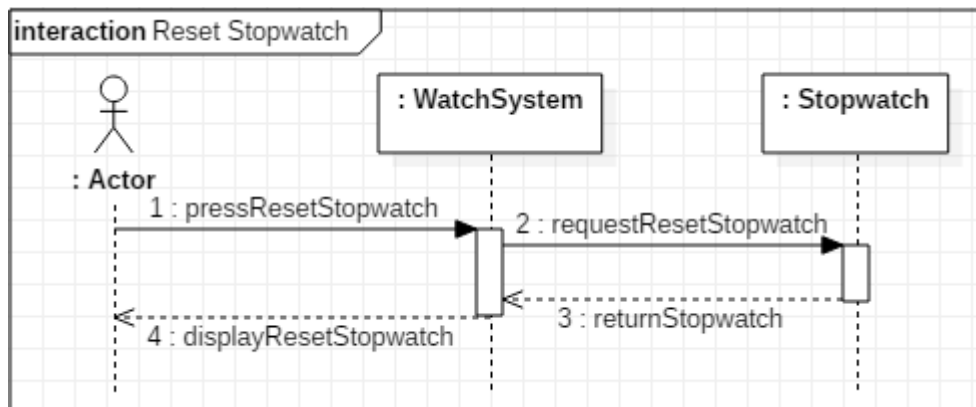 interaction Reset Stopwatch
: WatchSystem
: Stopwatch
: Actor
1 : pressResetStopwatch
2 : requestResetStopwatch
3 : returnStopwatch
4 : displayResetStopwatch